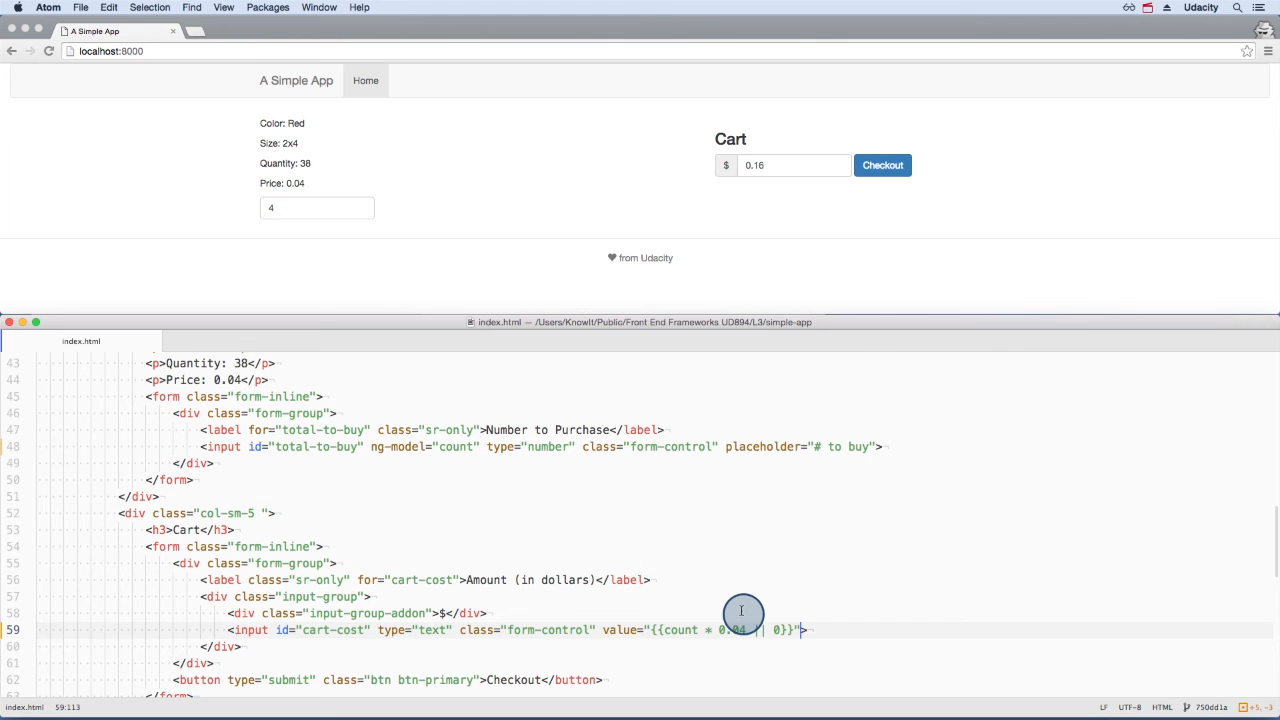 Atom File Edit Selection Find View Packages Window Help Udacity
A Simple App
localhost:8000
A Simple App Home
Color: Red
Size: 2x4
Quantity: 38
Price: 0.04
4
Cart
$ 0.16 Checkout
♥ from Udacity
index.html — /Users/KnowIt/Public/Front End Frameworks UD894/L3/simple-app
index.html
43 <p>Quantity: 38</p>
44 <p>Price: 0.04</p>
45 <form class="form-inline">
46 <div class="form-group">
47 <label for="total-to-buy" class="sr-only">Number to Purchase</label>
48 <input id="total-to-buy" ng-model="count" type="number" class="form-control" placeholder="# to buy">
49 </div>
50 </form>
51 </div>
52 <div class="col-sm-5 ">
53 <h3>Cart</h3>
54 <form class="form-inline">
55 <div class="form-group">
56 <label class="sr-only" for="cart-cost">Amount (in dollars)</label>
57 <div class="input-group">
58 <div class="input-group-addon">$</div>
59 <input id="cart-cost" type="text" class="form-control" value="{{count * 0.04 || 0}}">
60 </div>
61 </div>
62 <button type="submit" class="btn btn-primary">Checkout</button>
63 </form>
index.html 59:113 LF UTF-8 HTML 750dd1a +5, -3